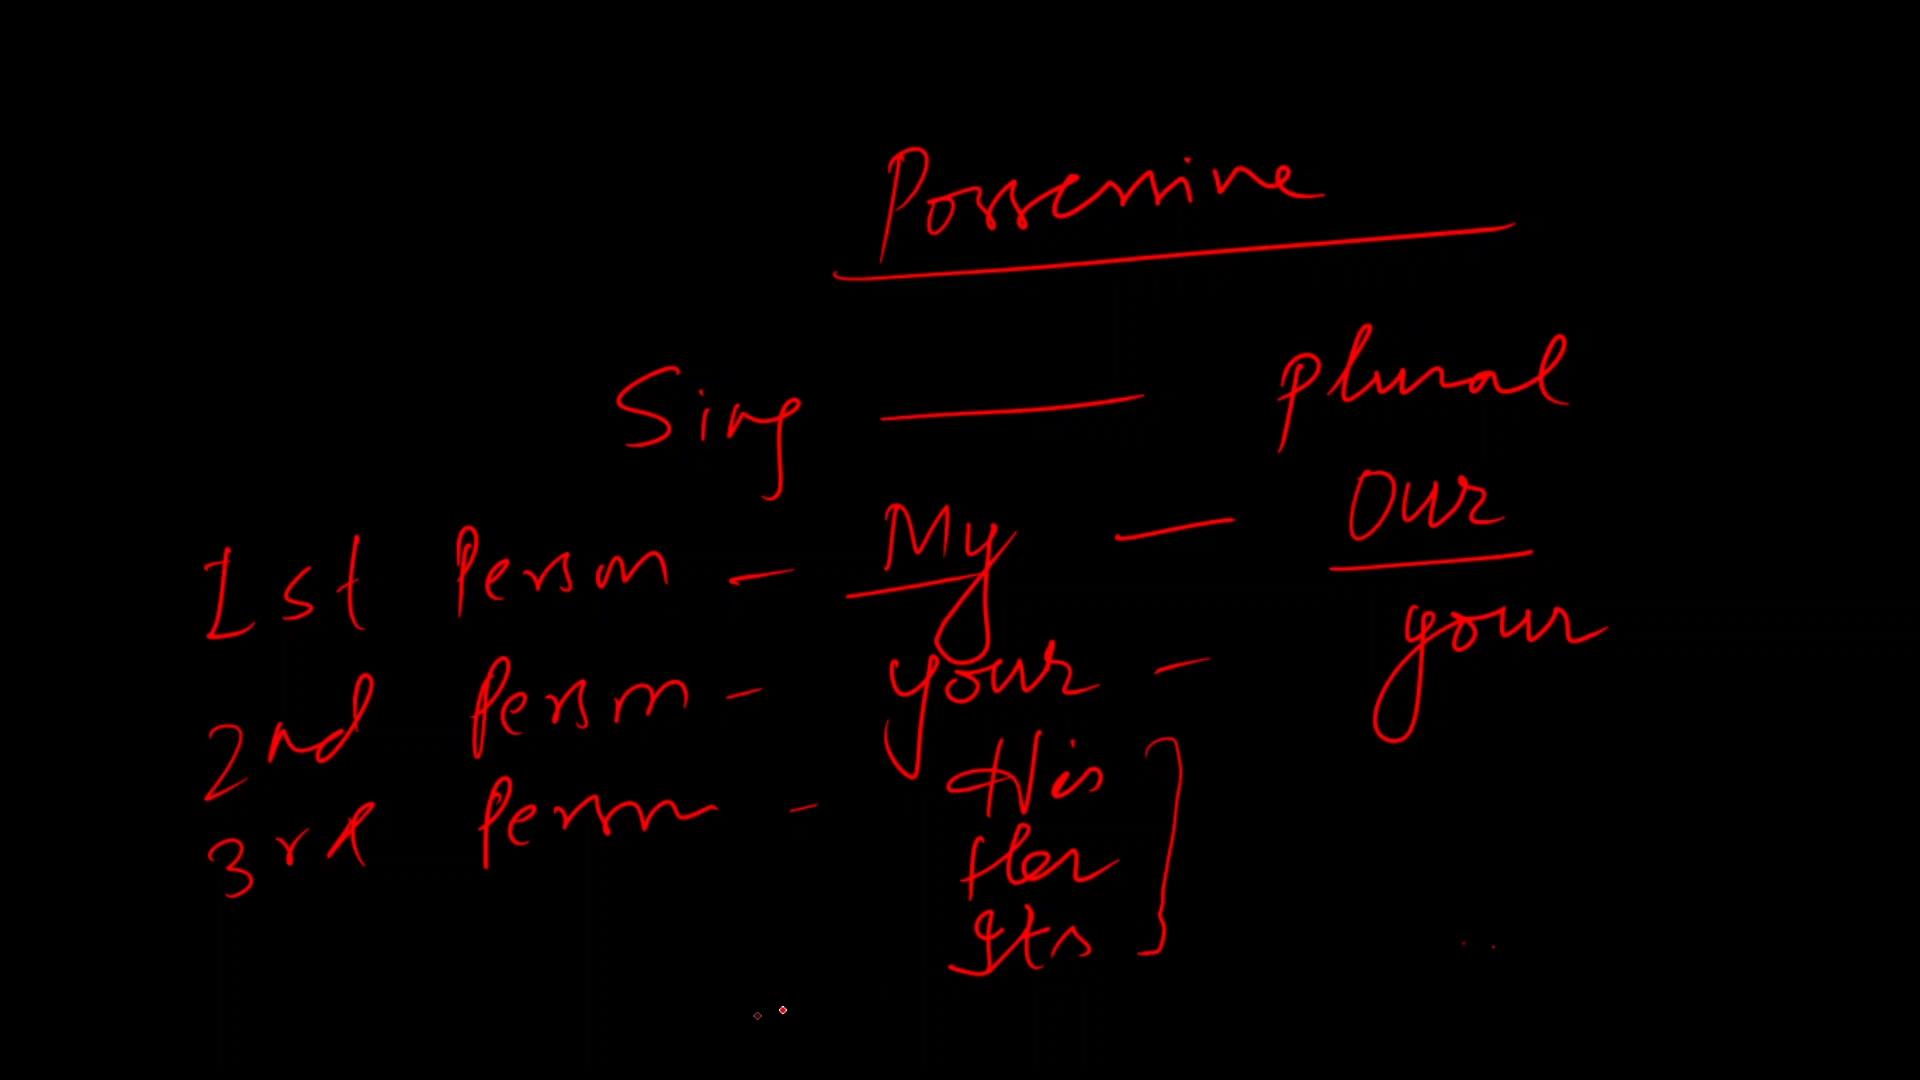 Possessive
Sing — plural
1st Person - My - Our
2nd Person - your - your
3rd Person - His
Her
Its